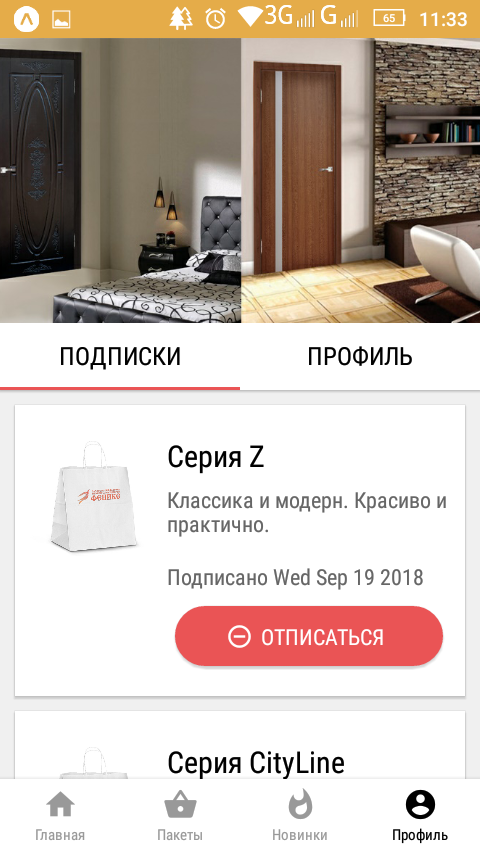 3G G 65 11:33
ПОДПИСКИ ПРОФИЛЬ
Серия Z
Классика и модерн. Красиво и
практично.
Подписано Wed Sep 19 2018
ОТПИСАТЬСЯ
Серия CityLine
Главная Пакеты Новинки Профиль